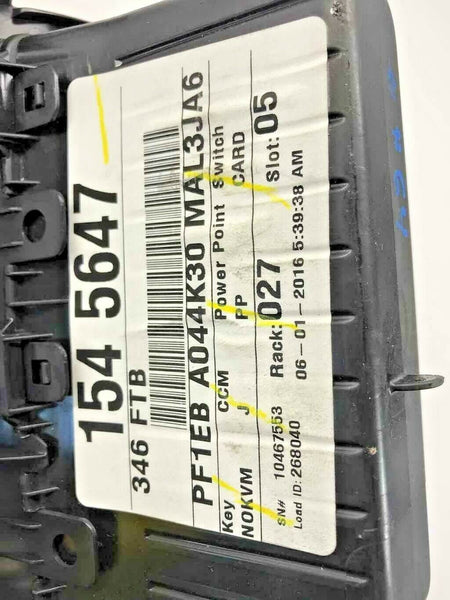 154 5647
346 FTB
PF1EB A044K30 MAL3JA6
Key CCM Power Point Switch
N0KVM J PP CARD
SN# 10467553 Rack: 027 Slot: 05
Load ID: 268040 06-01-2016 5:39:38 AM